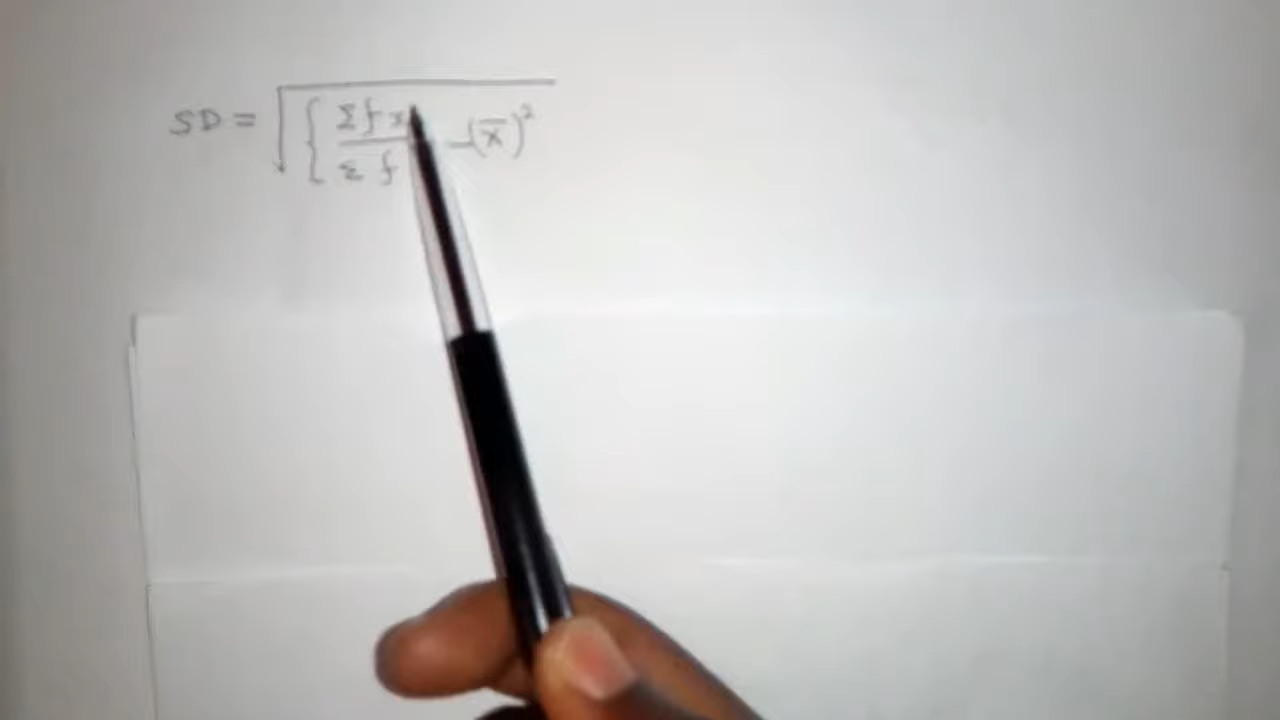 SD = √{ Σfx / Σf - (x̄)²